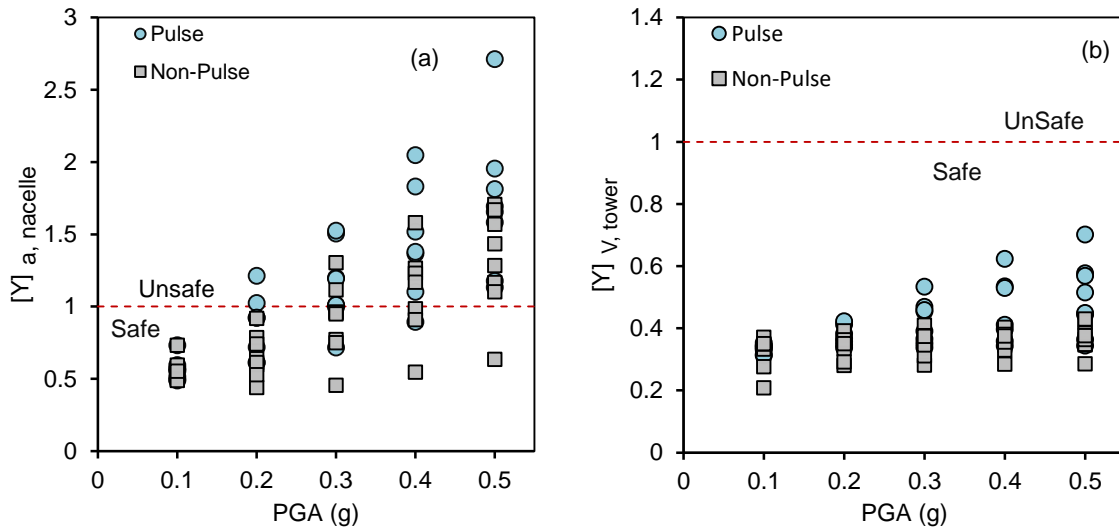 [Y] a, nacelle
3
2.5
2
1.5
1
0.5
0
Pulse
Non-Pulse
(a)
Unsafe
Safe
0 0.1 0.2 0.3 0.4 0.5
PGA (g)
[Y] V, tower
1.4
1.2
1
0.8
0.6
0.4
0.2
0
Pulse
Non-Pulse
(b)
UnSafe
Safe
0 0.1 0.2 0.3 0.4 0.5
PGA (g)